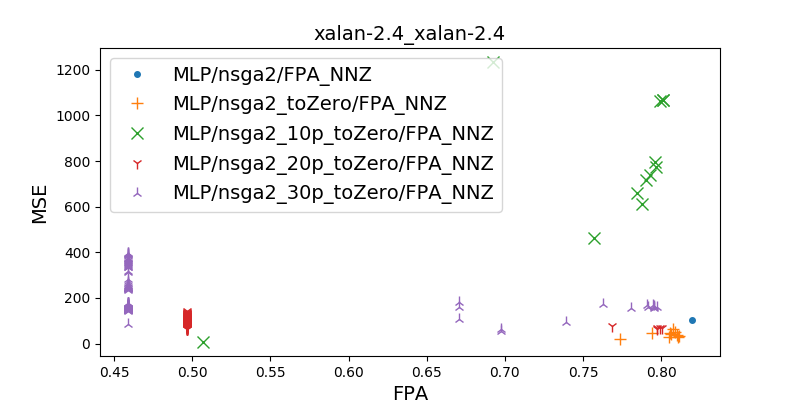 xalan-2.4_xalan-2.4
MSE
1200
1000
800
600
400
200
0
MLP/nsga2/FPA_NNZ
MLP/nsga2_toZero/FPA_NNZ
MLP/nsga2_10p_toZero/FPA_NNZ
MLP/nsga2_20p_toZero/FPA_NNZ
MLP/nsga2_30p_toZero/FPA_NNZ
0.45 0.50 0.55 0.60 0.65 0.70 0.75 0.80
FPA